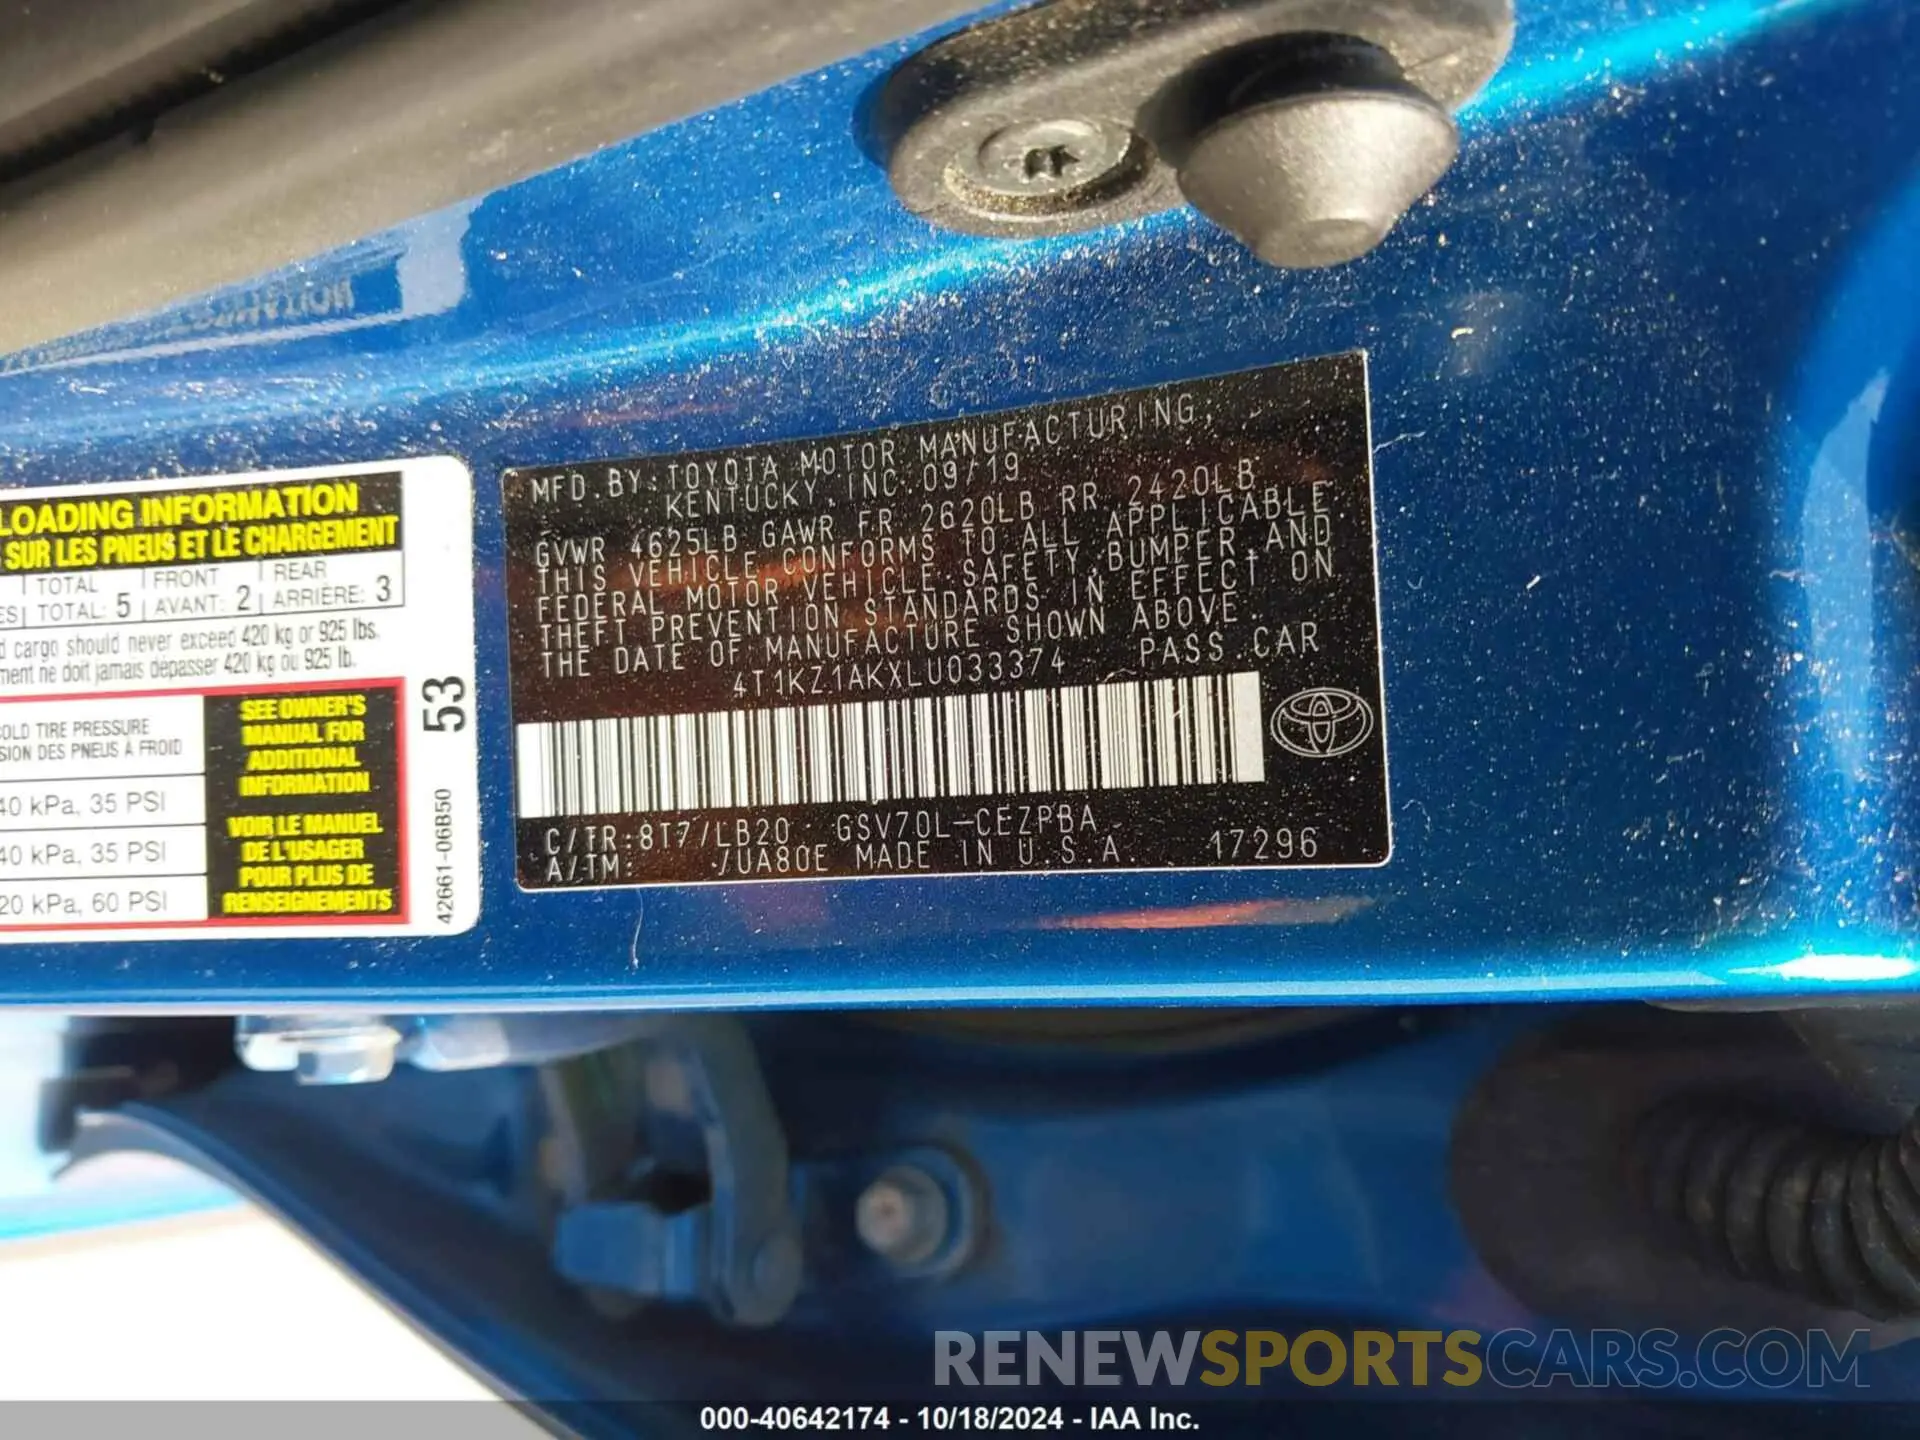 LOADING INFORMATION
SUR LES PNEUS ET LE CHARGEMENT
TOTAL FRONT REAR
TOTAL: 5 AVANT: 2 ARRIÈRE: 3
cargo should never exceed 420 kg or 925 lbs.
ne doit jamais dépasser 420 kg ou 925 lb.
TIRE PRESSURE
DES PNEUS À FROID
40 kPa, 35 PSI
40 kPa, 35 PSI
20 kPa, 60 PSI
SEE OWNER'S
MANUAL FOR
ADDITIONAL
INFORMATION
VOIR LE MANUEL
DE L'USAGER
POUR PLUS DE
RENSEIGNEMENTS
53
42661-06B50
MFD.BY:TOYOTA MOTOR MANUFACTURING,
KENTUCKY,INC.09/19
GVWR 4625LB GAWR FR 2620LB RR 2420LB
THIS VEHICLE CONFORMS TO ALL APPLICABLE
FEDERAL MOTOR VEHICLE SAFETY,BUMPER,AND
THEFT PREVENTION STANDARDS IN EFFECT ON
THE DATE OF MANUFACTURE SHOWN ABOVE.
4T1KZ1AKXLU033374 PASS.CAR
C/TR:8T7/LB20 GSV70L-CEZPBA
A/TM: /UA80E MADE IN U.S.A. 17296
RENEWSPORTSCARS.COM
000-40642174 - 10/18/2024 - IAA Inc.